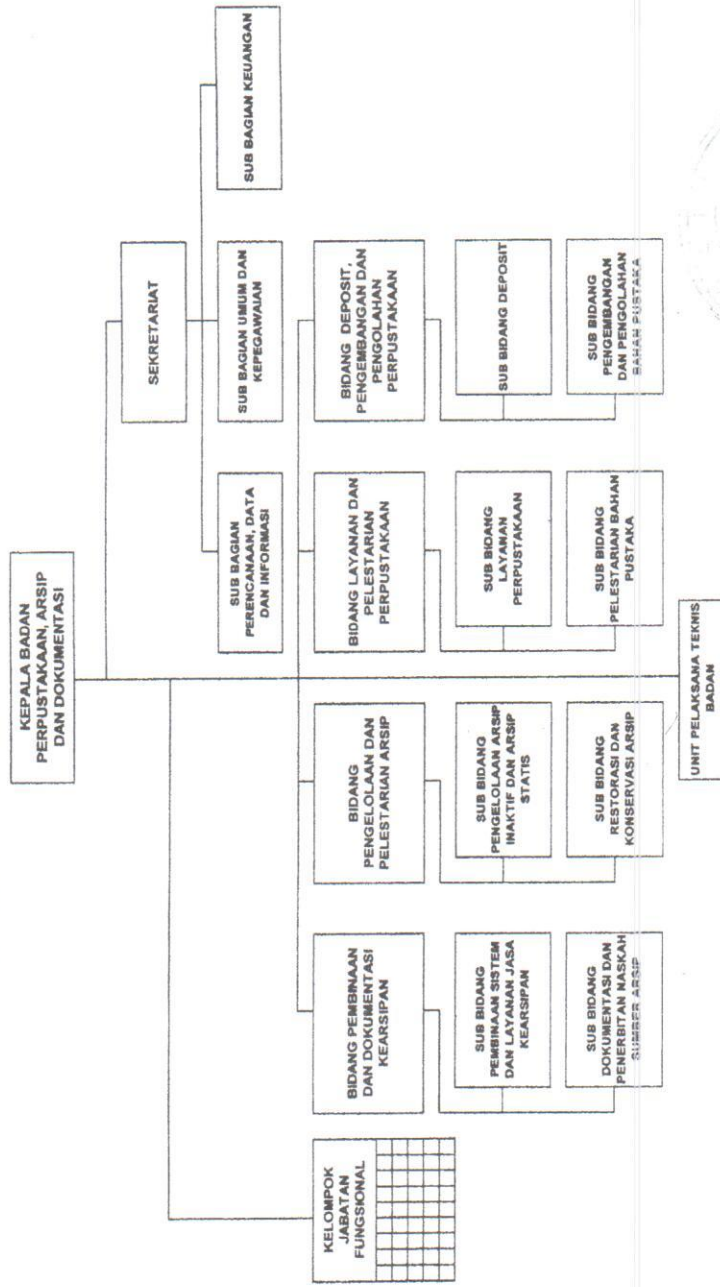 KEPALA BADAN
PERPUSTAKAAN, ARSIP
DAN DOKUMENTASI
SEKRETARIAT
SUB BAGIAN
PERENCANAAN, DATA
DAN INFORMASI
SUB BAGIAN UMUM DAN
KEPEGAWAIAN
SUB BAGIAN KEUANGAN
KELOMPOK
JABATAN
FUNGSIONAL
BIDANG PEMBINAAN
DAN DOKUMENTASI
KEARSIPAN
BIDANG
PENGELOLAAN DAN
PELESTARIAN ARSIP
BIDANG LAYANAN DAN
PELESTARIAN
PERPUSTAKAAN
BIDANG DEPOSIT,
PENGEMBANGAN DAN
PENGOLAHAN
PERPUSTAKAAN
SUB BIDANG
PEMBINAAN SISTEM
DAN LAYANAN JASA
KEARSIPAN
SUB BIDANG
PENGELOLAAN ARSIP
INAKTIF DAN ARSIP
STATIS
SUB BIDANG
LAYANAN
PERPUSTAKAAN
SUB BIDANG DEPOSIT
SUB BIDANG
DOKUMENTASI DAN
PENERBITAN NASKAH
SUMBER ARSIP
SUB BIDANG
RESTORASI DAN
KONSERVASI ARSIP
SUB BIDANG
PELESTARIAN BAHAN
PUSTAKA
SUB BIDANG
PENGEMBANGAN
DAN PENGOLAHAN
BAHAN PUSTAKA
UNIT PELAKSANA TEKNIS
BADAN